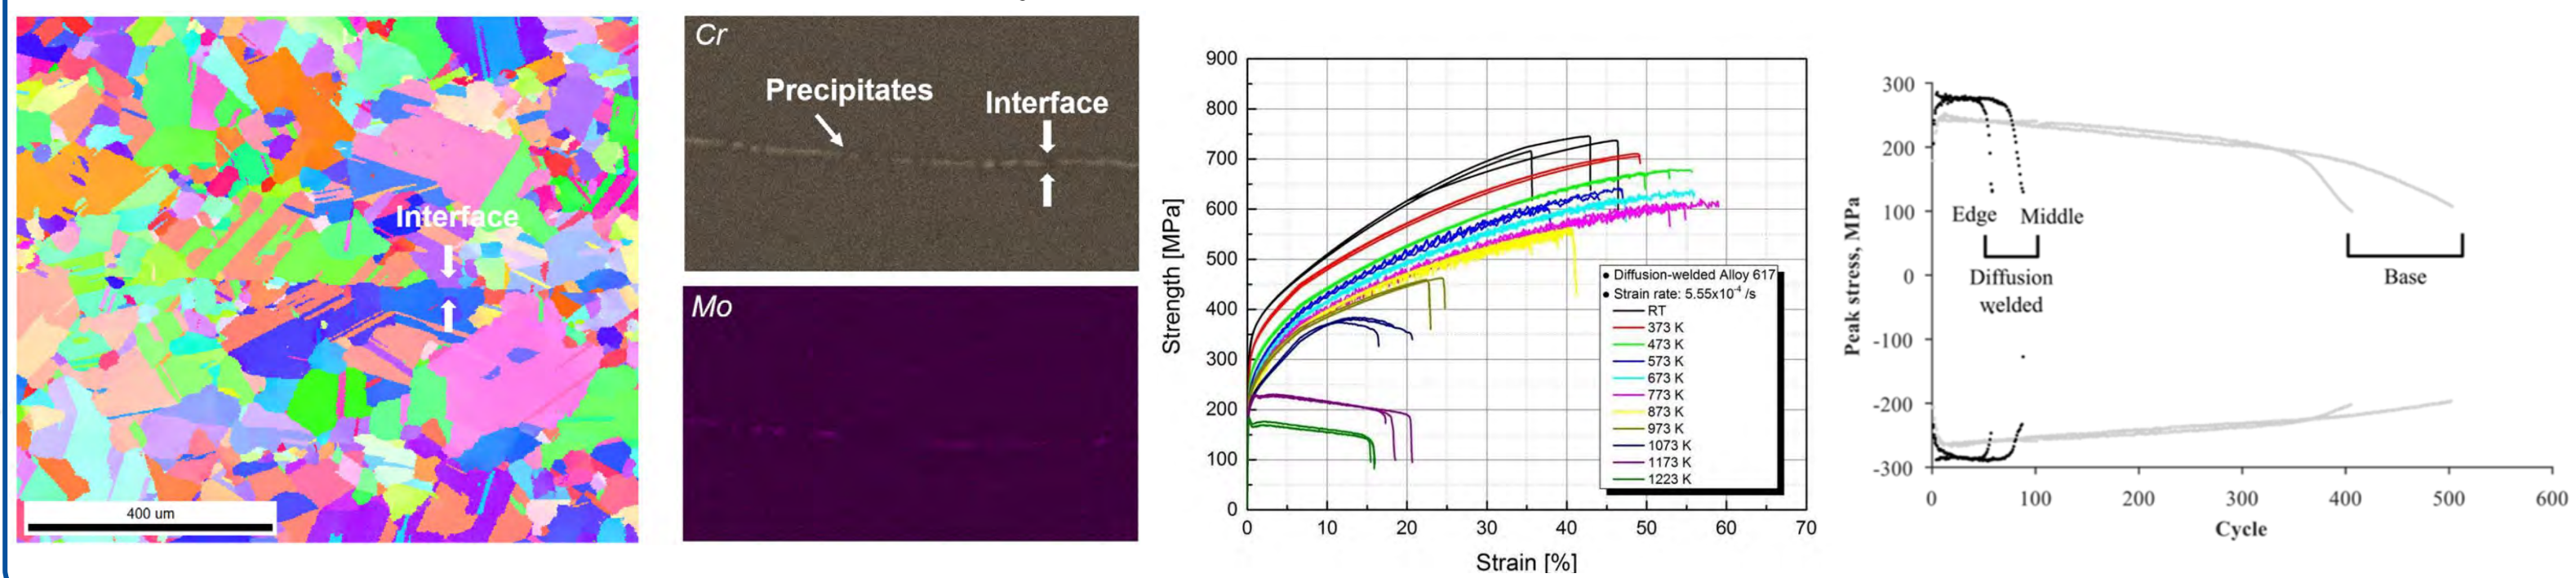 Interface
400 um
Cr
Precipitates
Interface
Mo
Strength [MPa]
900
800
700
600
500
400
300
200
100
0
0 10 20 30 40 50 60 70
Strain [%]
• Diffusion-welded Alloy 617
• Strain rate: 5.55x10⁻⁴ /s
RT
373 K
473 K
573 K
673 K
773 K
873 K
973 K
1073 K
1173 K
1223 K
Peak stress, MPa
300
200
100
0
-100
-200
-300
Edge Middle
Diffusion
welded
Base
0 100 200 300 400 500 600
Cycle